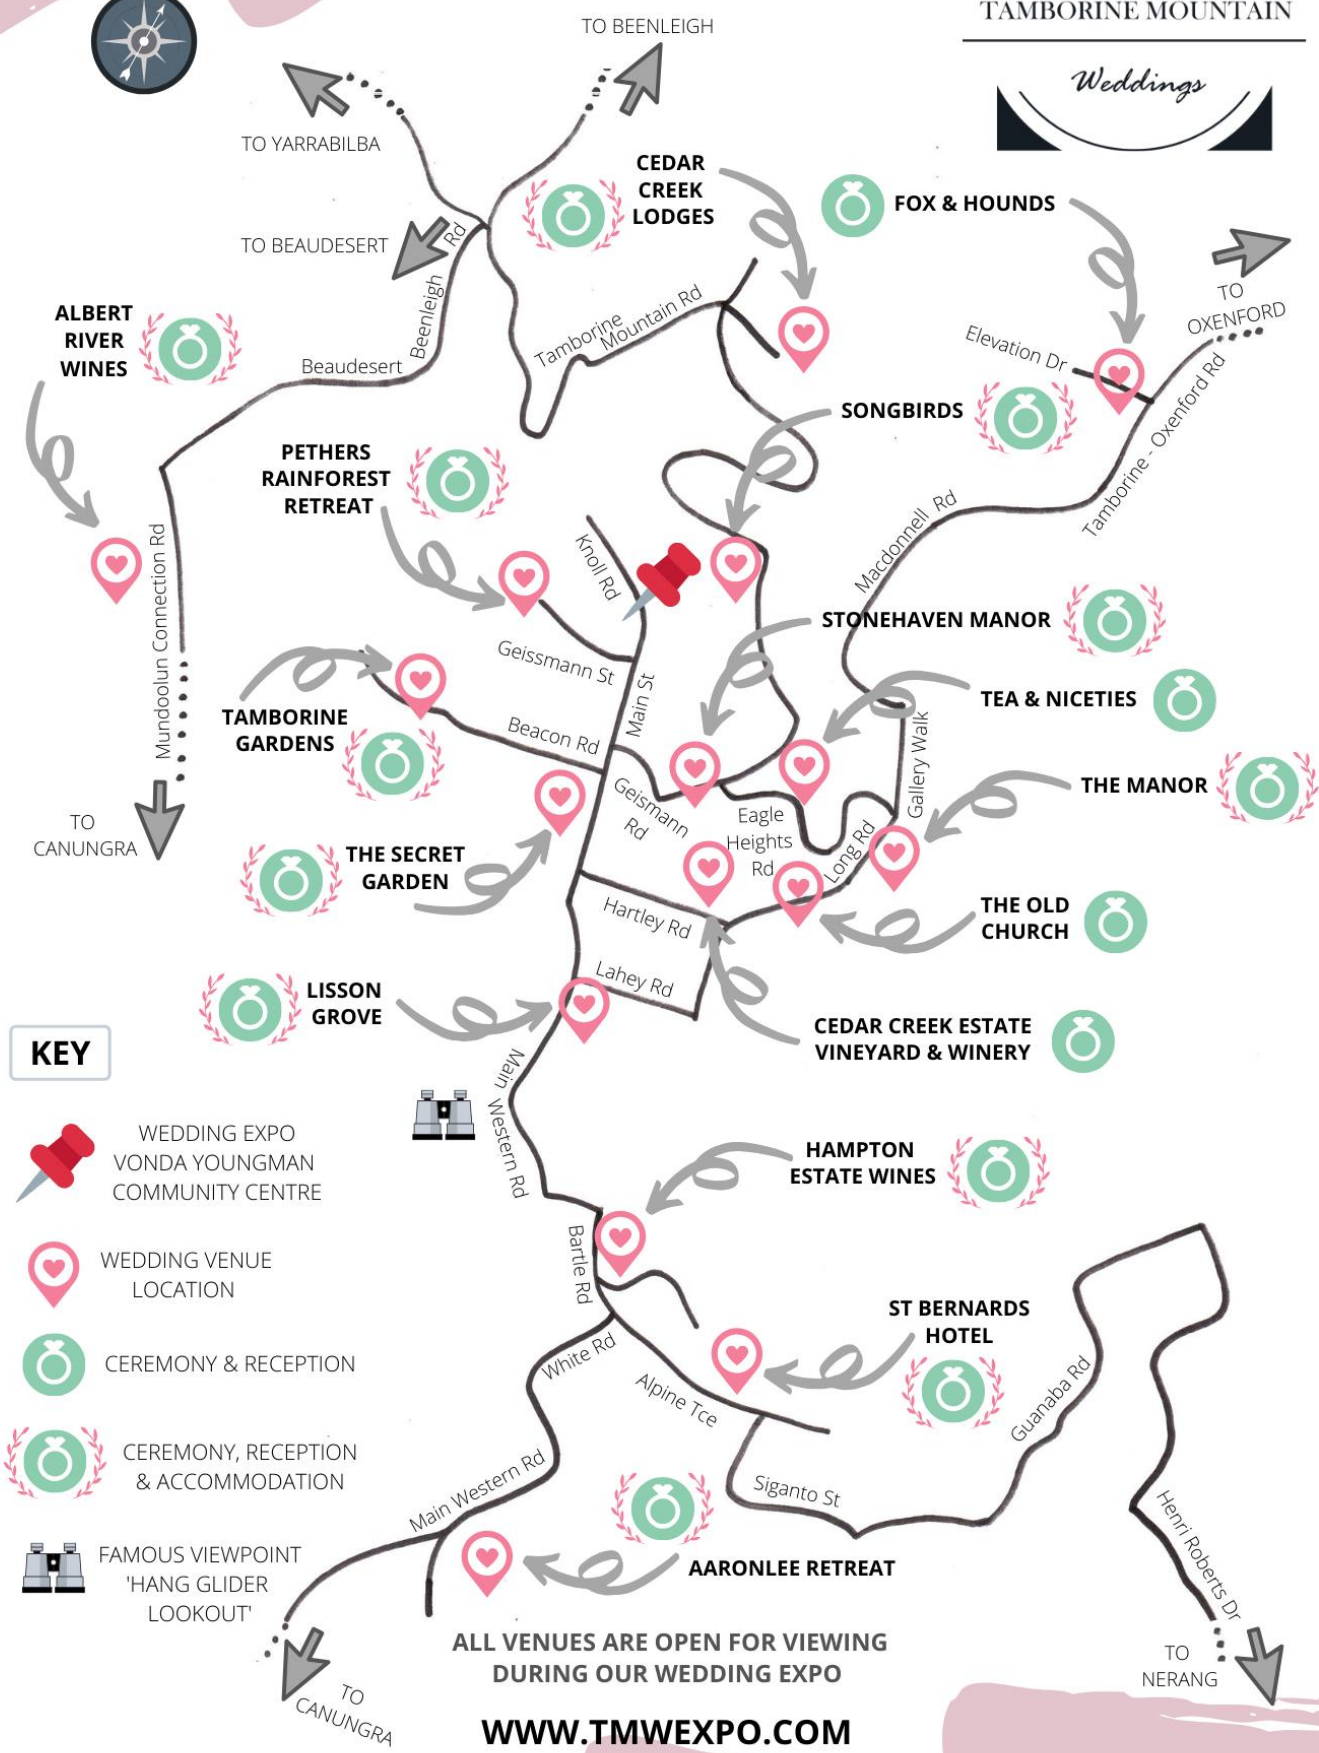 TAMBORINE MOUNTAIN
Weddings
TO BEENLEIGH
TO YARRABILBA
TO BEAUDESERT
CEDAR
CREEK
LODGES
FOX & HOUNDS
TO
OXENFORD
ALBERT
RIVER
WINES
Beaudesert
Beenleigh
Rd
Tamborine
Mountain Rd
Elevation Dr
Tamborine - Oxenford Rd
SONGBIRDS
PETHERS
RAINFOREST
RETREAT
Macdonnell Rd
Knoll Rd
Mundoolun Connection Rd
STONEHAVEN MANOR
Geissmann St
Main St
TEA & NICETIES
TAMBORINE
GARDENS
Beacon Rd
Gallery Walk
THE MANOR
Geismann
Rd
Eagle
Heights
Rd
Long Rd
TO
CANUNGRA
THE SECRET
GARDEN
Hartley Rd
THE OLD
CHURCH
Lahey Rd
LISSON
GROVE
CEDAR CREEK ESTATE
VINEYARD & WINERY
KEY
Main
Western Rd
WEDDING EXPO
VONDA YOUNGMAN
COMMUNITY CENTRE
HAMPTON
ESTATE WINES
WEDDING VENUE
LOCATION
Bartle Rd
ST BERNARDS
HOTEL
CEREMONY & RECEPTION
White Rd
Alpine Tce
Guanaba Rd
CEREMONY, RECEPTION
& ACCOMMODATION
Main Western Rd
Siganto St
Henri Roberts Dr
FAMOUS VIEWPOINT
'HANG GLIDER
LOOKOUT'
AARONLEE RETREAT
ALL VENUES ARE OPEN FOR VIEWING
DURING OUR WEDDING EXPO
TO
NERANG
TO
CANUNGRA
WWW.TMWEXPO.COM